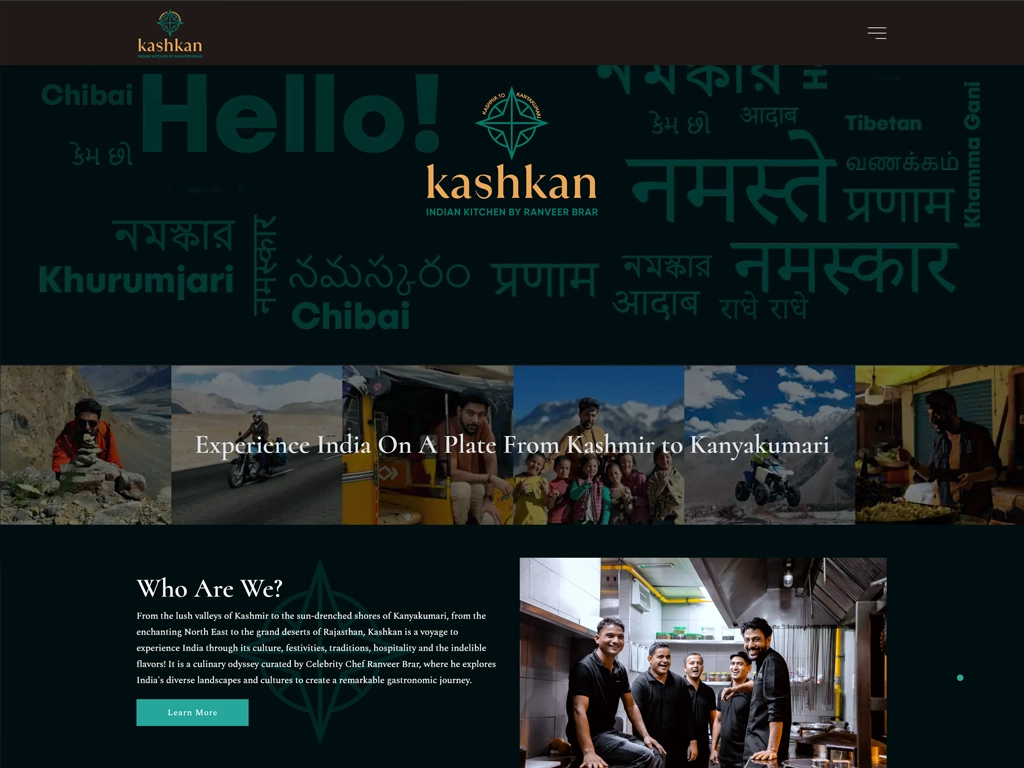 kashkan
INDIAN KITCHEN BY RANVEER BRAR
Chibai
Hello!
કેમ છો
নমস্কার
Khurumjari
नमस्कार
నమస్కారం
Chibai
KASHMIR TO KANYAKUMARI
kashkan
INDIAN KITCHEN BY RANVEER BRAR
प्रणाम
নমস্কার
કેમ છો
आदाब
Tibetan
Khamma Gani
नमस्ते
வணக்கம்
प्रणाम
নমস্কার
नमस्कार
आदाब
राधे राधे
Experience India On A Plate From Kashmir to Kanyakumari
Who Are We?
From the lush valleys of Kashmir to the sun-drenched shores of Kanyakumari, from the
enchanting North East to the grand deserts of Rajasthan, Kashkan is a voyage to
experience India through its culture, festivities, traditions, hospitality and the indelible
flavors! It is a culinary odyssey curated by Celebrity Chef Ranveer Brar, where he explores
India's diverse landscapes and cultures to create a remarkable gastronomic journey.
Learn More